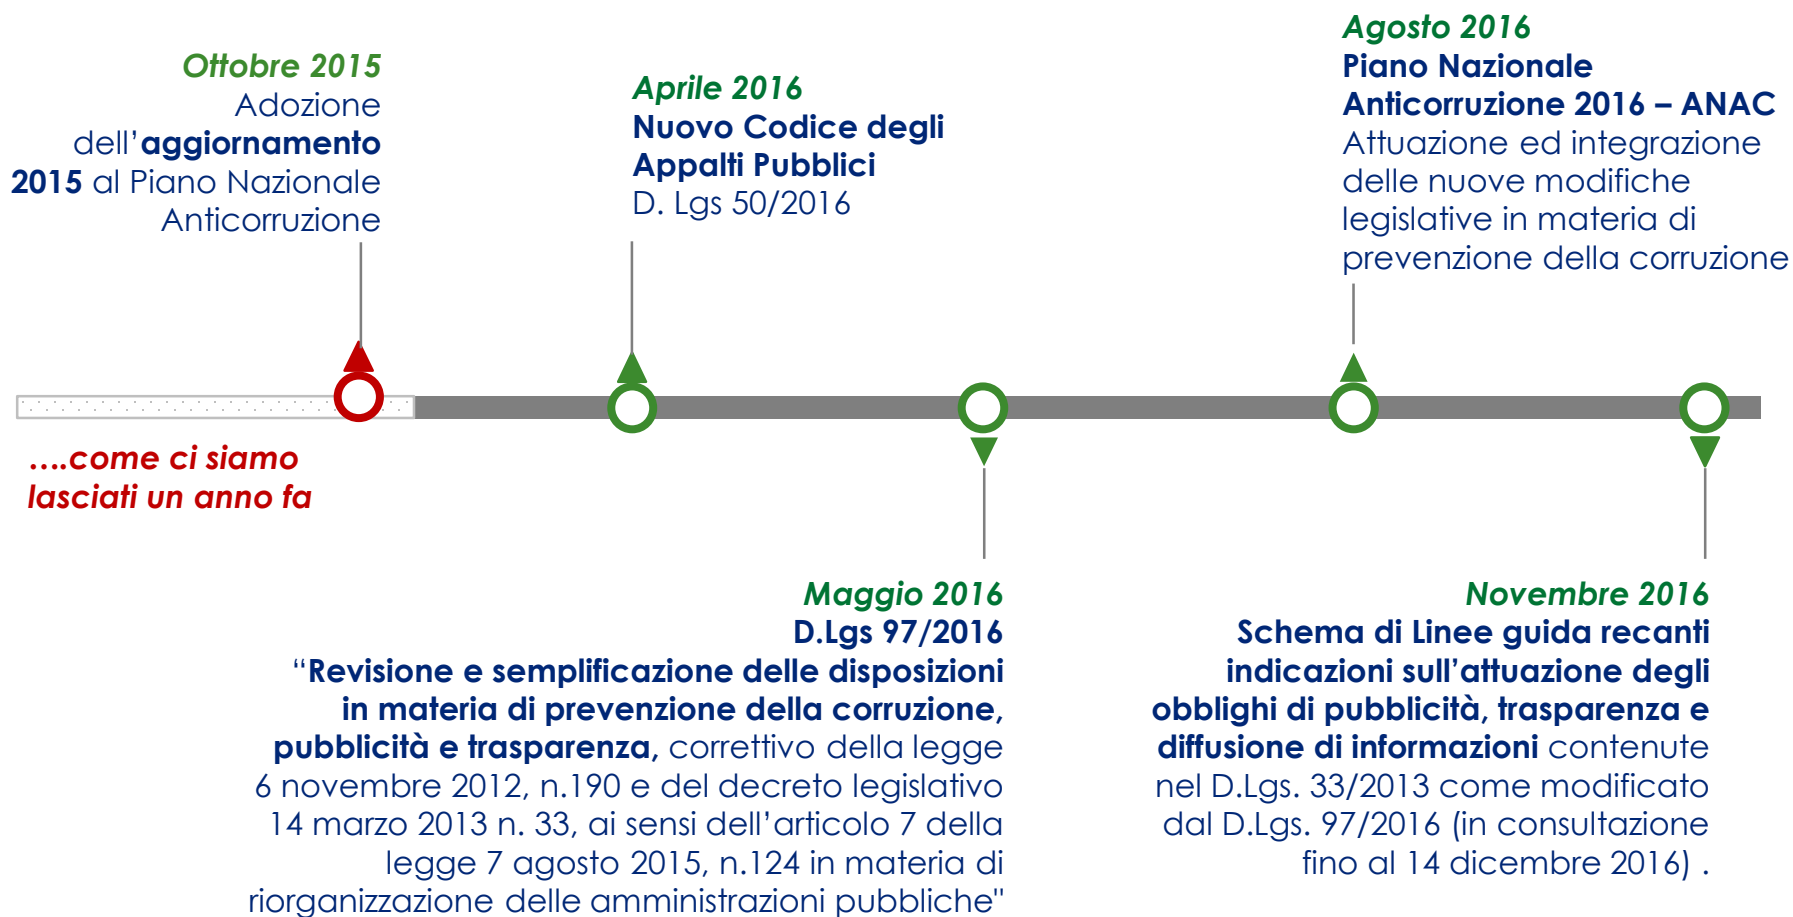 Ottobre 2015
Adozione
dell’aggiornamento
2015 al Piano Nazionale
Anticorruzione
Aprile 2016
Nuovo Codice degli
Appalti Pubblici
D. Lgs 50/2016
Agosto 2016
Piano Nazionale
Anticorruzione 2016 – ANAC
Attuazione ed integrazione
delle nuove modifiche
legislative in materia di
prevenzione della corruzione
….come ci siamo
lasciati un anno fa
Maggio 2016
D.Lgs 97/2016
“Revisione e semplificazione delle disposizioni
in materia di prevenzione della corruzione,
pubblicità e trasparenza, correttivo della legge
6 novembre 2012, n.190 e del decreto legislativo
14 marzo 2013 n. 33, ai sensi dell’articolo 7 della
legge 7 agosto 2015, n.124 in materia di
riorganizzazione delle amministrazioni pubbliche"
Novembre 2016
Schema di Linee guida recanti
indicazioni sull’attuazione degli
obblighi di pubblicità, trasparenza e
diffusione di informazioni contenute
nel D.Lgs. 33/2013 come modificato
dal D.Lgs. 97/2016 (in consultazione
fino al 14 dicembre 2016) .